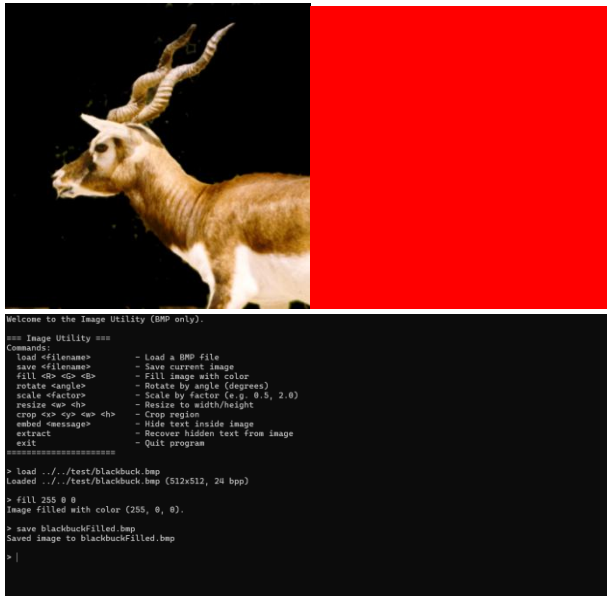 Welcome to the Image Utility (BMP only).
=== Image Utility ===
Commands:
load <filename> - Load a BMP file
save <filename> - Save current image
fill <R> <G> <B> - Fill image with color
rotate <angle> - Rotate by angle (degrees)
scale <factor> - Scale by factor (e.g. 0.5, 2.0)
resize <w> <h> - Resize to width/height
crop <x> <y> <w> <h> - Crop region
embed <message> - Hide text inside image
extract - Recover hidden text from image
exit - Quit program
======================
> load ../../test/blackbuck.bmp
Loaded ../../test/blackbuck.bmp (512x512, 24 bpp)
> fill 255 0 0
Image filled with color (255, 0, 0).
> save blackbuckFilled.bmp
Saved image to blackbuckFilled.bmp
>